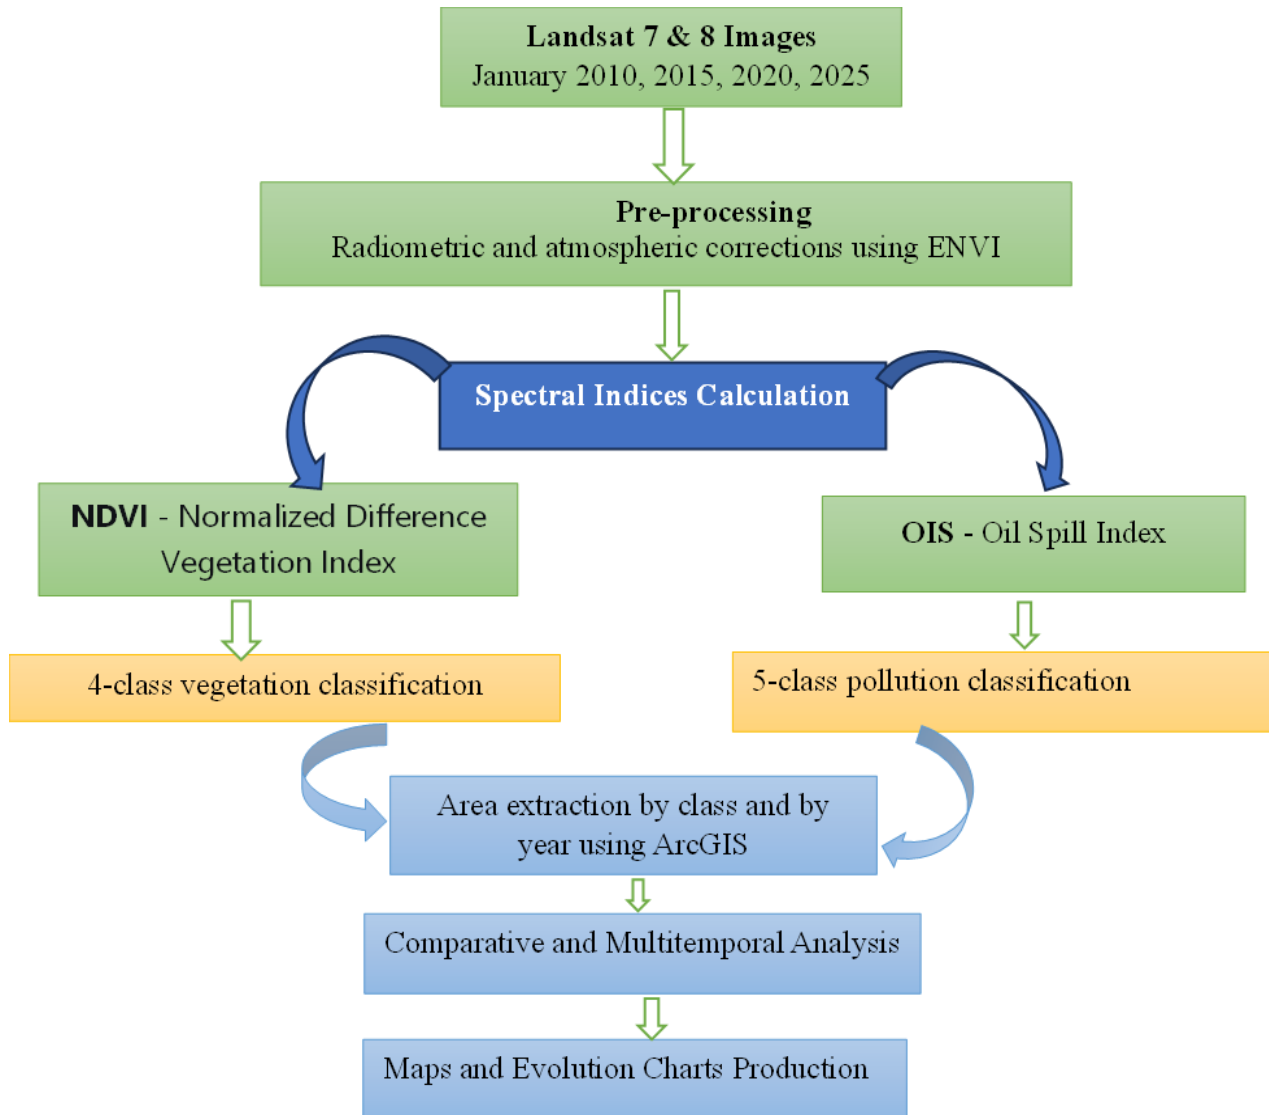 Landsat 7 & 8 Images
January 2010, 2015, 2020, 2025
Pre-processing
Radiometric and atmospheric corrections using ENVI
Spectral Indices Calculation
NDVI - Normalized Difference
Vegetation Index
OIS - Oil Spill Index
4-class vegetation classification
5-class pollution classification
Area extraction by class and by
year using ArcGIS
Comparative and Multitemporal Analysis
Maps and Evolution Charts Production